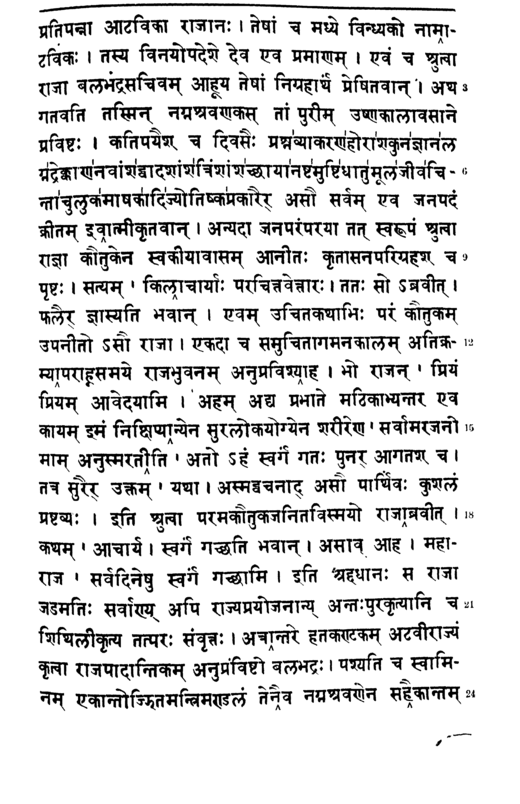 प्रतिपन्ना आटविका राजानः । तेषां च मध्ये विन्ध्यको नामा-
टविकः । तस्य विनयोपदेशे देव एव प्रमाणम् । एवं च श्रुत्वा
राजा बलभद्रसचिवम् आहूय तेषां निग्रहार्थं प्रेषितवान् । अथ 3
गतवति तस्मिन् नग्नश्रवणकस् तां पुरीम् उष्णकालावसाने
प्रविष्टः । कतिपयैश् च दिवसैः प्रश्नव्याकरणहोराशकुनज्ञानल
ग्नद्रेक्काणनवांशद्वादशांशत्रिंशांशच्छायानष्टमुष्टिधातुमूलजीवचि- 6
न्ताचुलुकमाषकादिज्योतिष्कप्रकारैर् असौ सर्वम् एव जनपदं
क्रीतम् इवात्मीकृतवान् । अन्यदा जनपरंपरया तत् स्वरूपं श्रुत्वा
राज्ञा कौतुकेन स्वकीयावासम् आनीतः कृतासनपरिग्रहश् च 9
पृष्टः । सत्यम् ' किलाचार्याः परचित्तवेत्तारः । ततः सो ऽब्रवीत् ।
फलैर् ज्ञास्यति भवान् । एवम् उचितकथाभिः परं कौतुकम्
उपनीतो ऽसौ राजा । एकदा च समुचितागमनकालम् अतिक्र- 12
म्यापराह्णसमये राजभुवनम् अनुप्रविश्याह । भो राजन् ' प्रियं
प्रियम् आवेदयामि । अहम् अद्य प्रभाते मठिकाभ्यन्तर एव
कायम् इमं निक्षिप्यान्येन सुरलोकयोग्येन शरीरेण ' सर्वामरजनो 15
माम् अनुस्मरतीति ' अतो ऽहं स्वर्गं गतः पुनर् आगतश् च ।
तत्र सुरैर् उक्तम् ' यथा । अस्मद्वचनाद् असौ पार्थिवः कुशलं
प्रष्टव्यः । इति श्रुत्वा परमकौतुकजनितविस्मयो राजाब्रवीत् । 18
कथम् ' आचार्य । स्वर्गं गच्छति भवान् । असाव् आह । महा-
राज ' सर्वदिनेषु स्वर्गं गच्छामि । इति श्रद्दधानः स राजा
जडमतिः सर्वाण्य् अपि राज्यप्रयोजनान्य् अन्तःपुरकृत्यानि च 21
शिथिलीकृत्य तत्परः संवृत्तः । अत्रान्तरे हतकण्टकम् अटवीराज्यं
कृत्वा राजपादान्तिकम् अनुप्रविष्टो बलभद्रः । पश्यति च स्वामि-
नम् एकान्तोज्झितमन्त्रिमण्डलं तेनैव नग्नश्रवणेन सहैकान्तम् 24